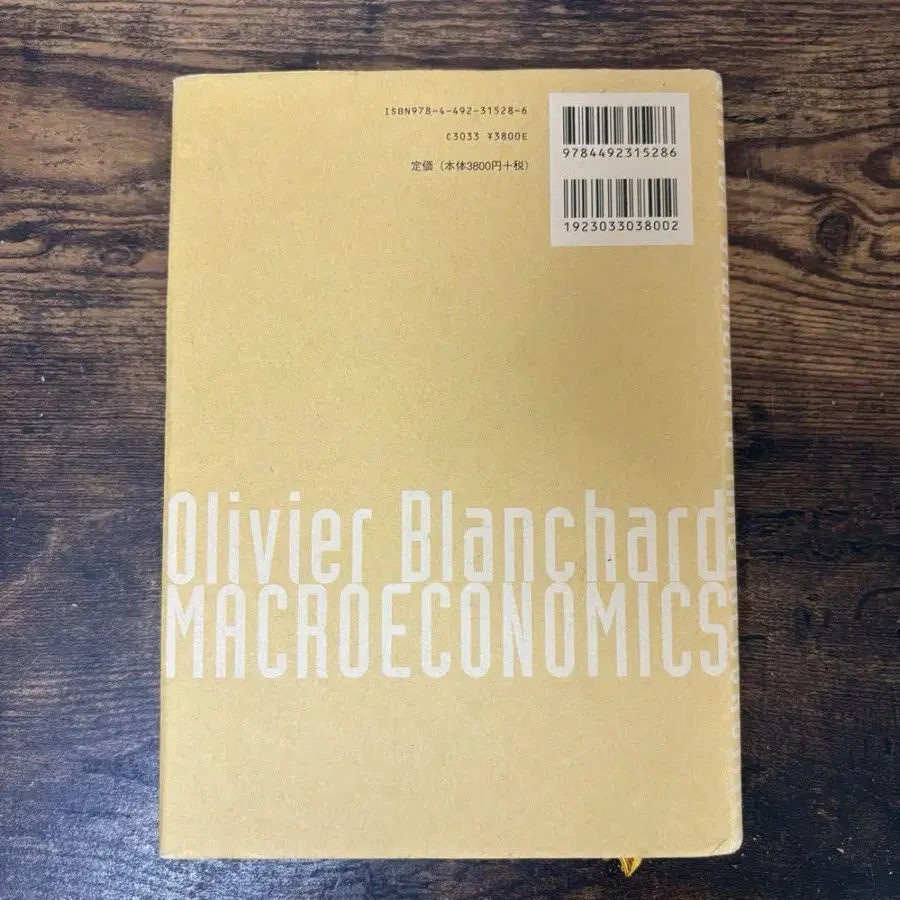 ISBN978-4-492-31528-6
C3033 ¥3800E
定価（本体3800円＋税）
9784492315286
1923033038002
Olivier Blanchard
MACROECONOMICS